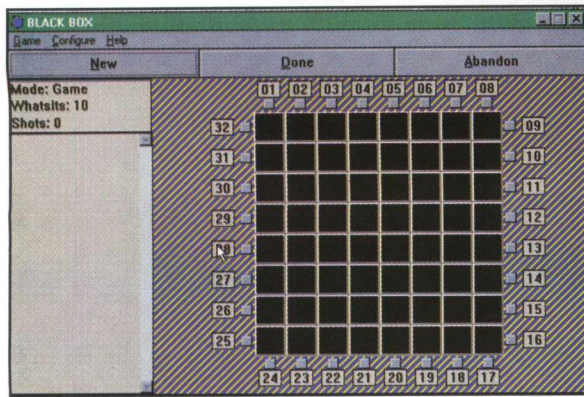 BLACK BOX
Game Configure Help
New Done Abandon
Mode: Game
Whatsits: 10
Shots: 0
01 02 03 04 05 06 07 08
32 09
31 10
30 11
29 12
28 13
27 14
26 15
25 16
24 23 22 21 20 19 18 17